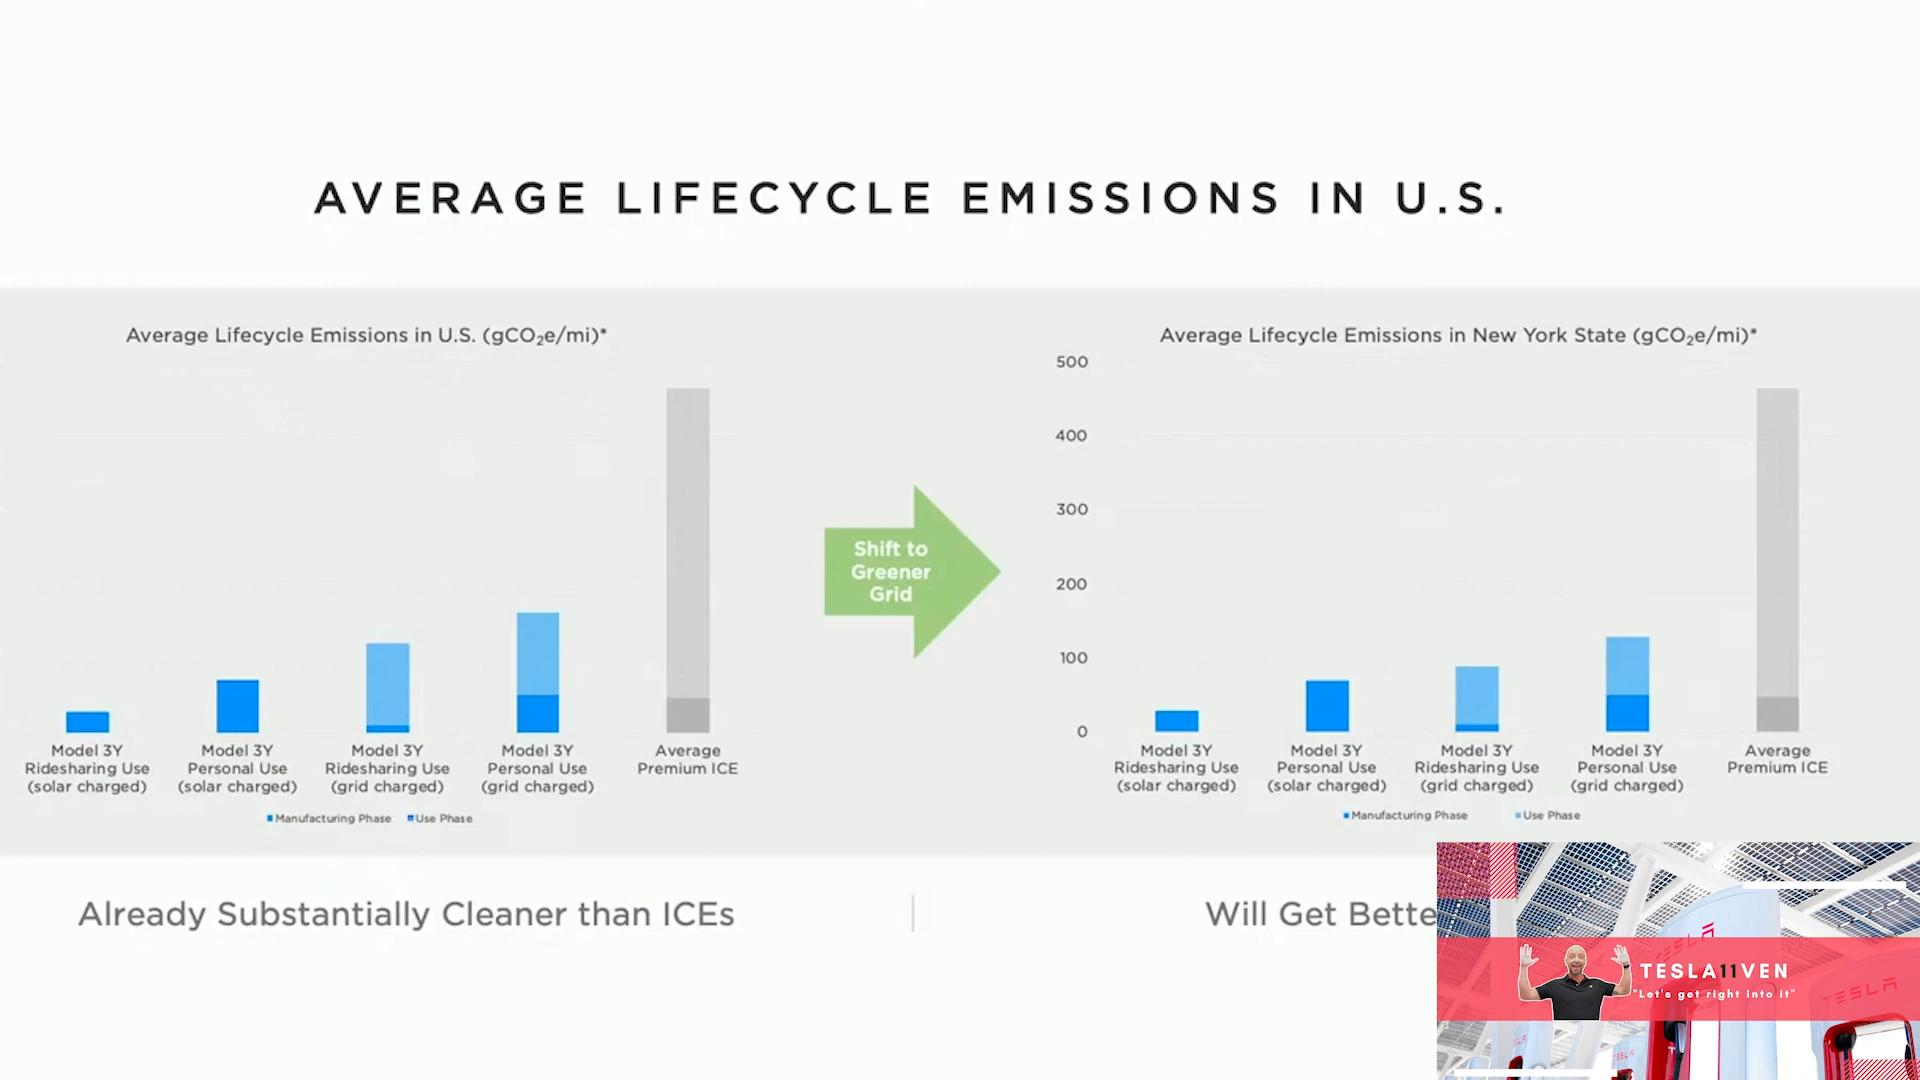 AVERAGE LIFECYCLE EMISSIONS IN U.S.
Average Lifecycle Emissions in U.S. (gCO₂e/mi)*
Model 3Y
Ridesharing Use
(solar charged)
Model 3Y
Personal Use
(solar charged)
Model 3Y
Ridesharing Use
(grid charged)
Model 3Y
Personal Use
(grid charged)
Average
Premium ICE
Manufacturing Phase
Use Phase
Shift to
Greener
Grid
Average Lifecycle Emissions in New York State (gCO₂e/mi)*
500
400
300
200
100
0
Model 3Y
Ridesharing Use
(solar charged)
Model 3Y
Personal Use
(solar charged)
Model 3Y
Ridesharing Use
(grid charged)
Model 3Y
Personal Use
(grid charged)
Average
Premium ICE
Manufacturing Phase
Use Phase
Already Substantially Cleaner than ICEs
Will Get Bette
TESLA
TESLA11VEN
"Let's get right into it"
TESLA
TESLA
TESLA